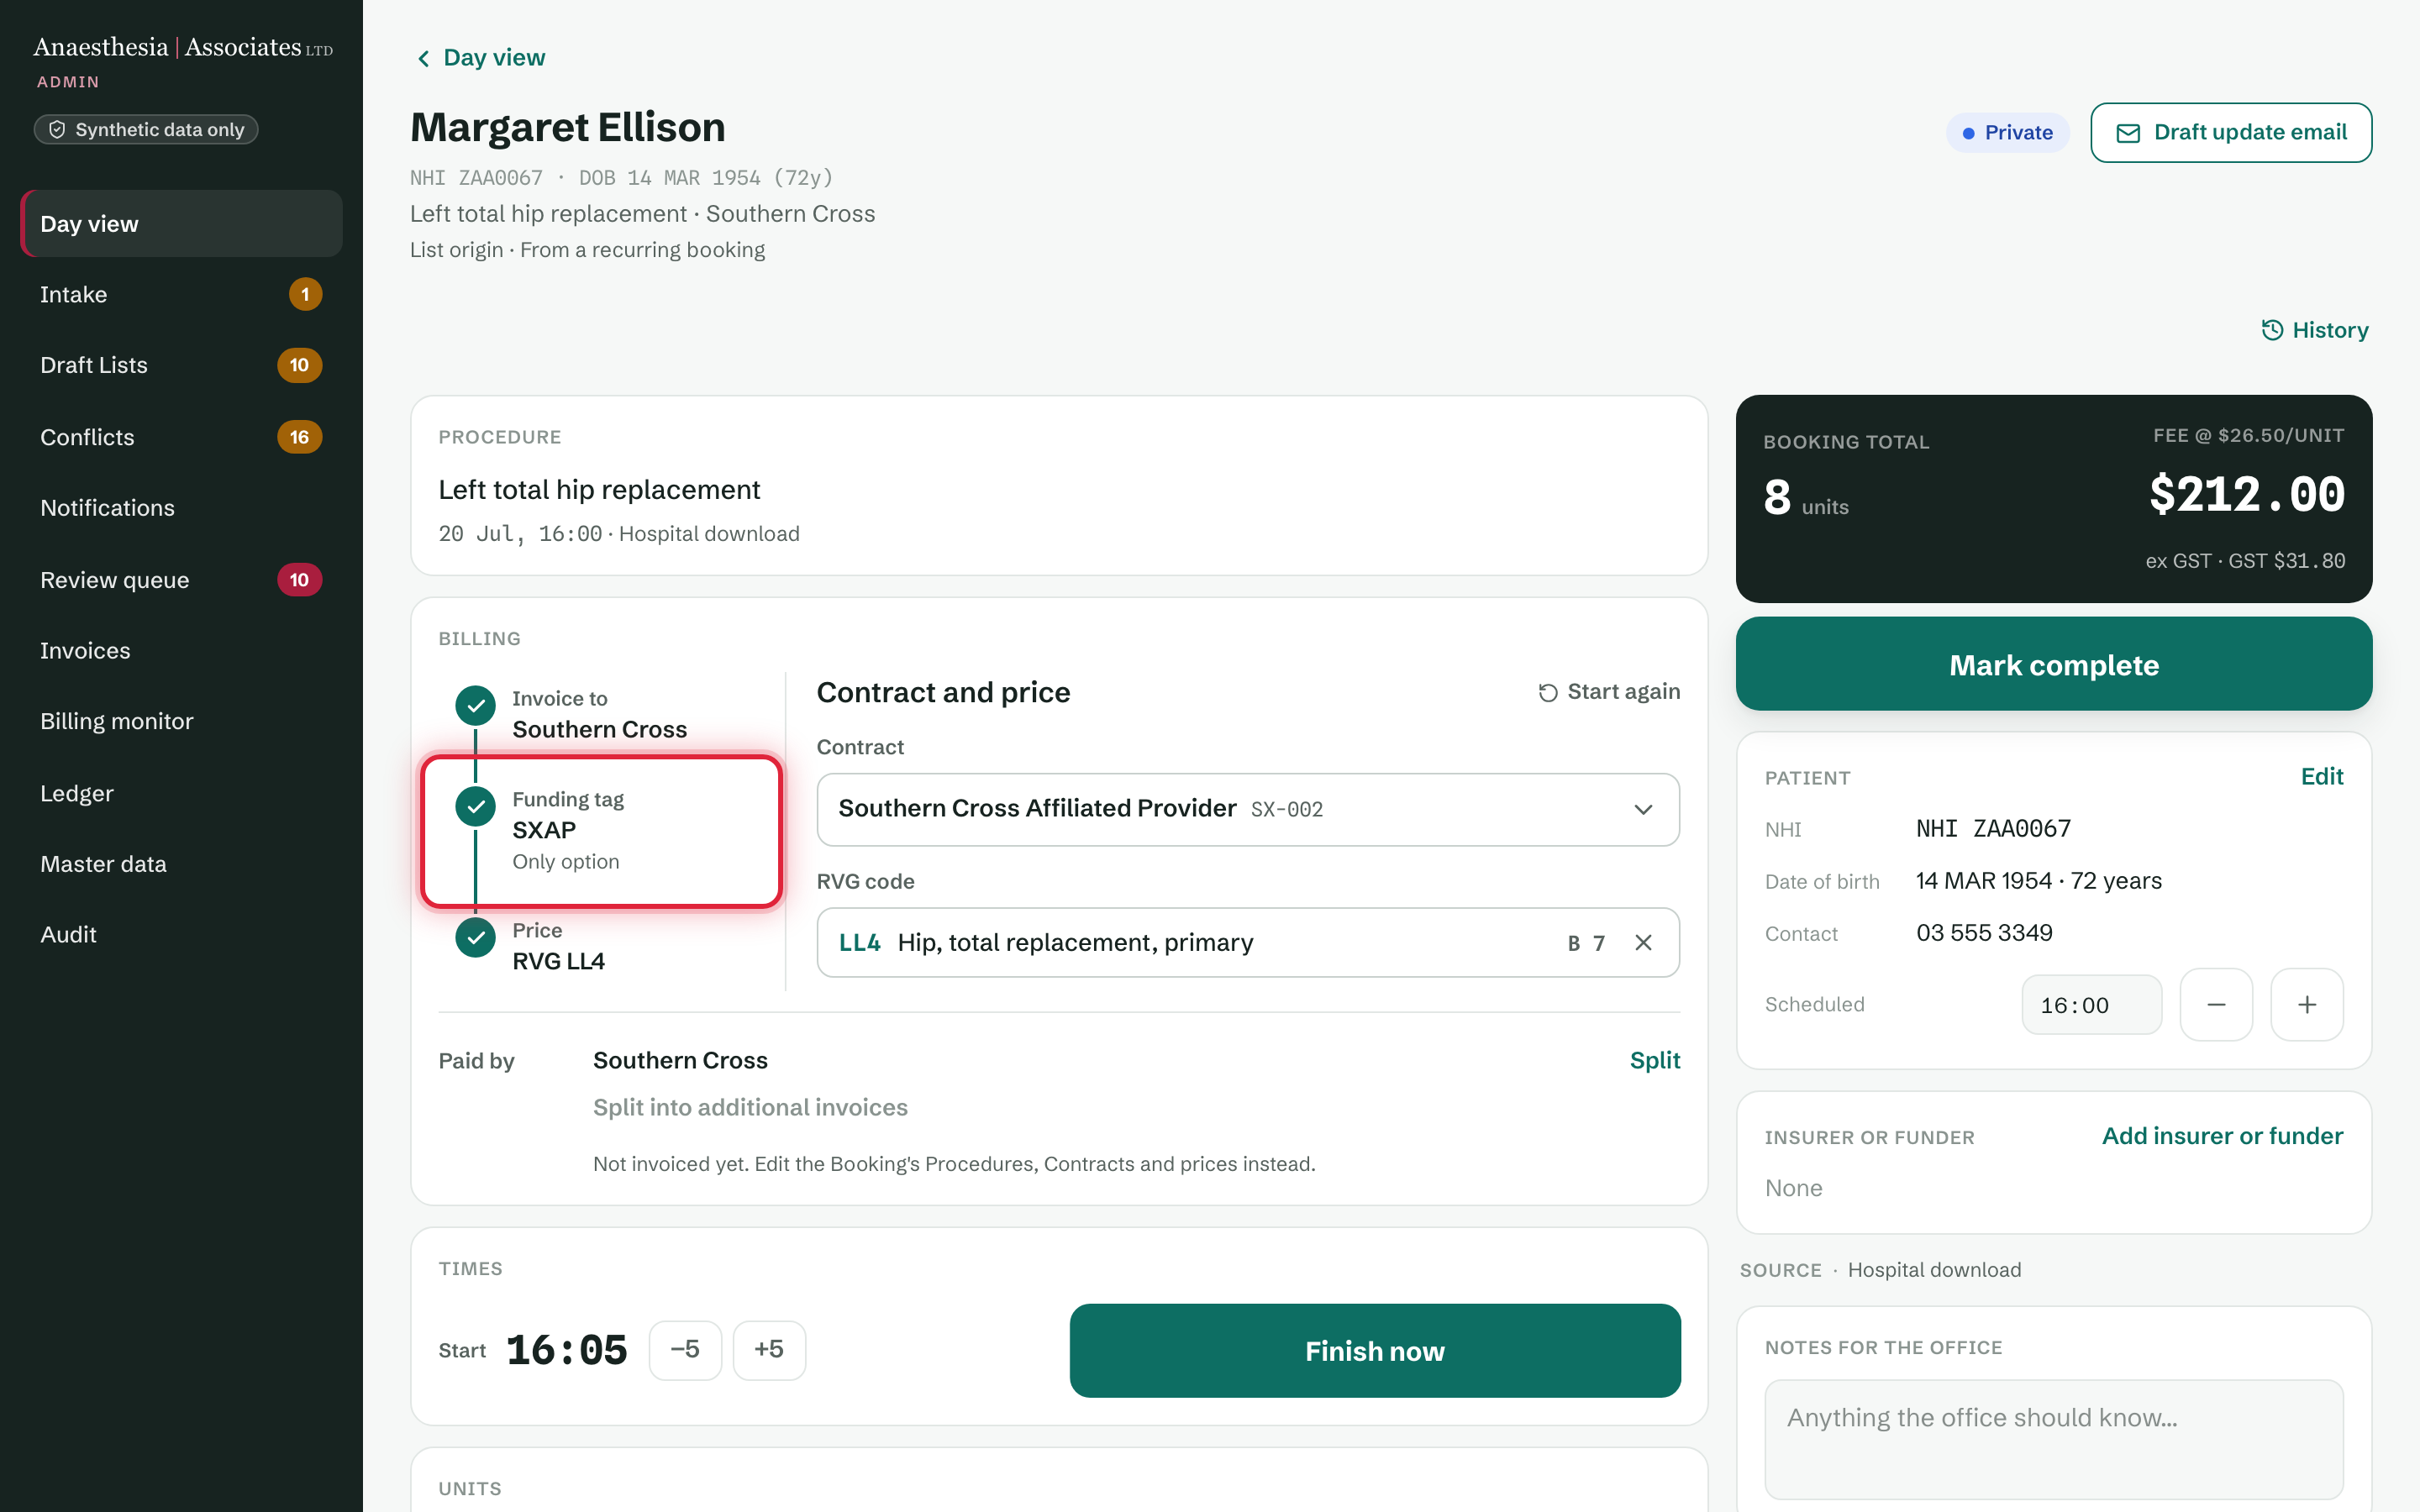 Anaesthesia | Associates LTD
ADMIN
Synthetic data only
Day view
Intake 1
Draft Lists 10
Conflicts 16
Notifications
Review queue 10
Invoices
Billing monitor
Ledger
Master data
Audit
Day view
Margaret Ellison
NHI ZAA0067 · DOB 14 MAR 1954 (72y)
Left total hip replacement · Southern Cross
List origin · From a recurring booking
Private
Draft update email
History
PROCEDURE
Left total hip replacement
20 Jul, 16:00 · Hospital download
BILLING
Invoice to
Southern Cross
Funding tag
SXAP
Only option
Price
RVG LL4
Contract and price
Start again
Contract
Southern Cross Affiliated Provider SX-002
RVG code
LL4 Hip, total replacement, primary B 7
Paid by Southern Cross Split
Split into additional invoices
Not invoiced yet. Edit the Booking's Procedures, Contracts and prices instead.
TIMES
Start 16:05 −5 +5
Finish now
UNITS
BOOKING TOTAL
8 units
FEE @ $26.50/UNIT
$212.00
ex GST · GST $31.80
Mark complete
PATIENT Edit
NHI NHI ZAA0067
Date of birth 14 MAR 1954 · 72 years
Contact 03 555 3349
Scheduled 16:00 − +
INSURER OR FUNDER Add insurer or funder
None
SOURCE · Hospital download
NOTES FOR THE OFFICE
Anything the office should know...